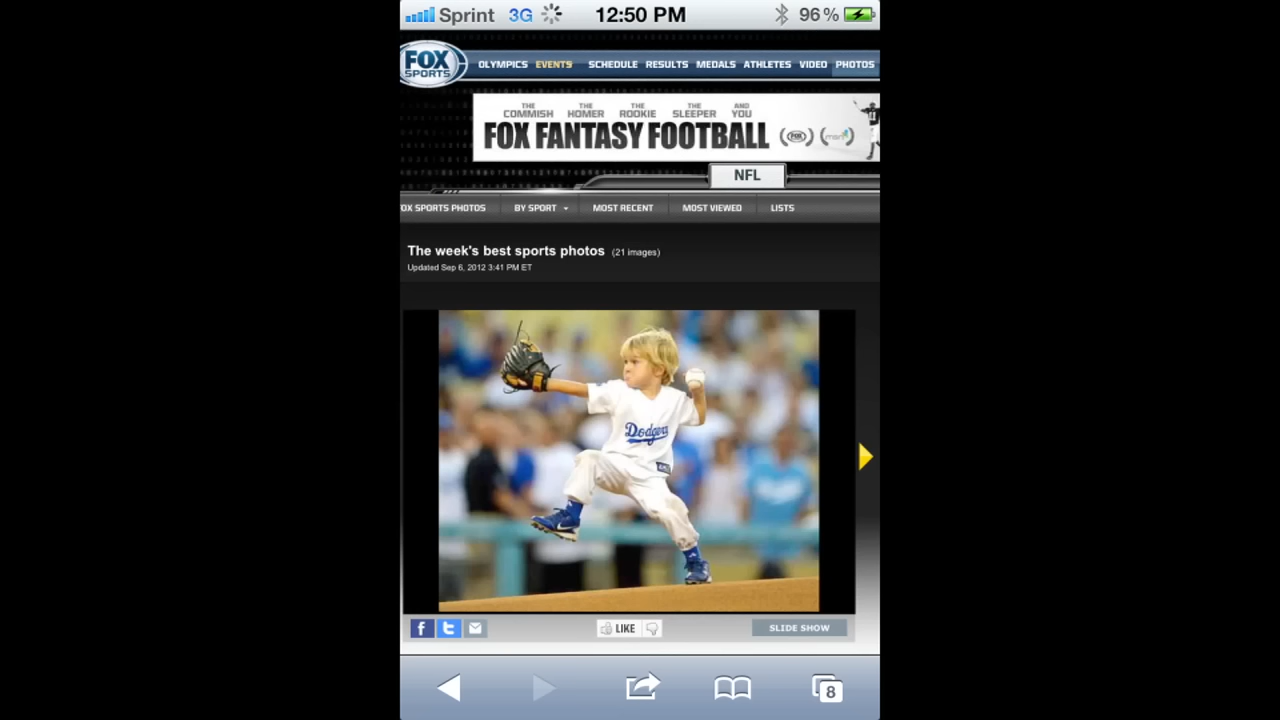 Sprint 3G 12:50 PM 96%
FOX SPORTS
OLYMPICS EVENTS SCHEDULE RESULTS MEDALS ATHLETES VIDEO PHOTOS
THE COMMISH THE HOMER THE ROOKIE THE SLEEPER AND YOU
FOX FANTASY FOOTBALL FOX msn
NFL
OX SPORTS PHOTOS BY SPORT MOST RECENT MOST VIEWED LISTS
The week's best sports photos (21 images)
Updated Sep 6, 2012 3:41 PM ET
Dodgers
f t LIKE SLIDE SHOW
8